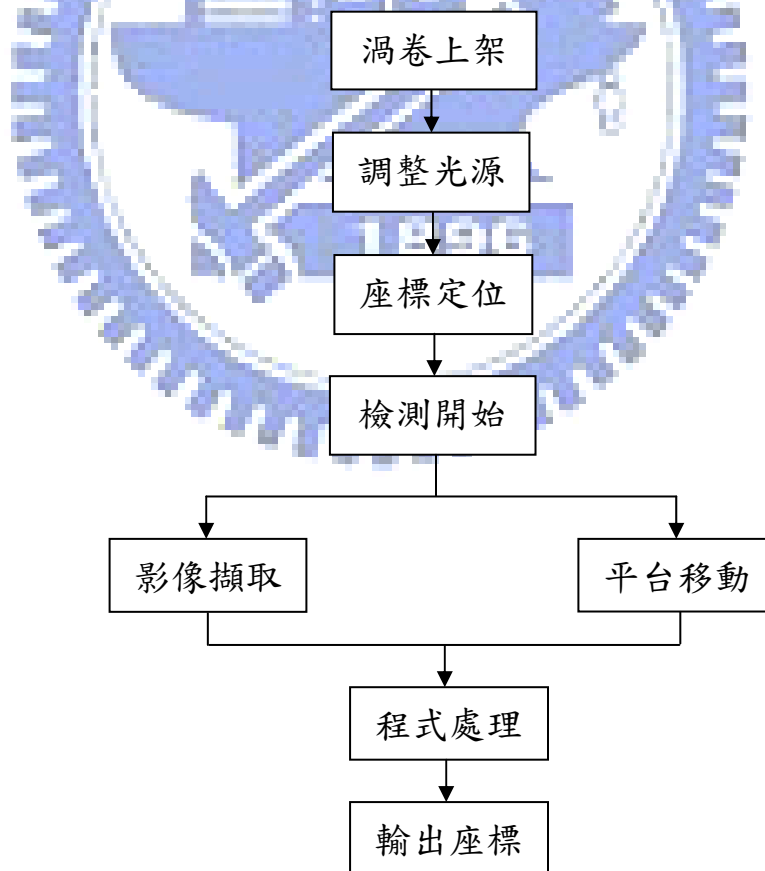 渦卷上架
調整光源
1896
座標定位
檢測開始
影像擷取
平台移動
程式處理
輸出座標